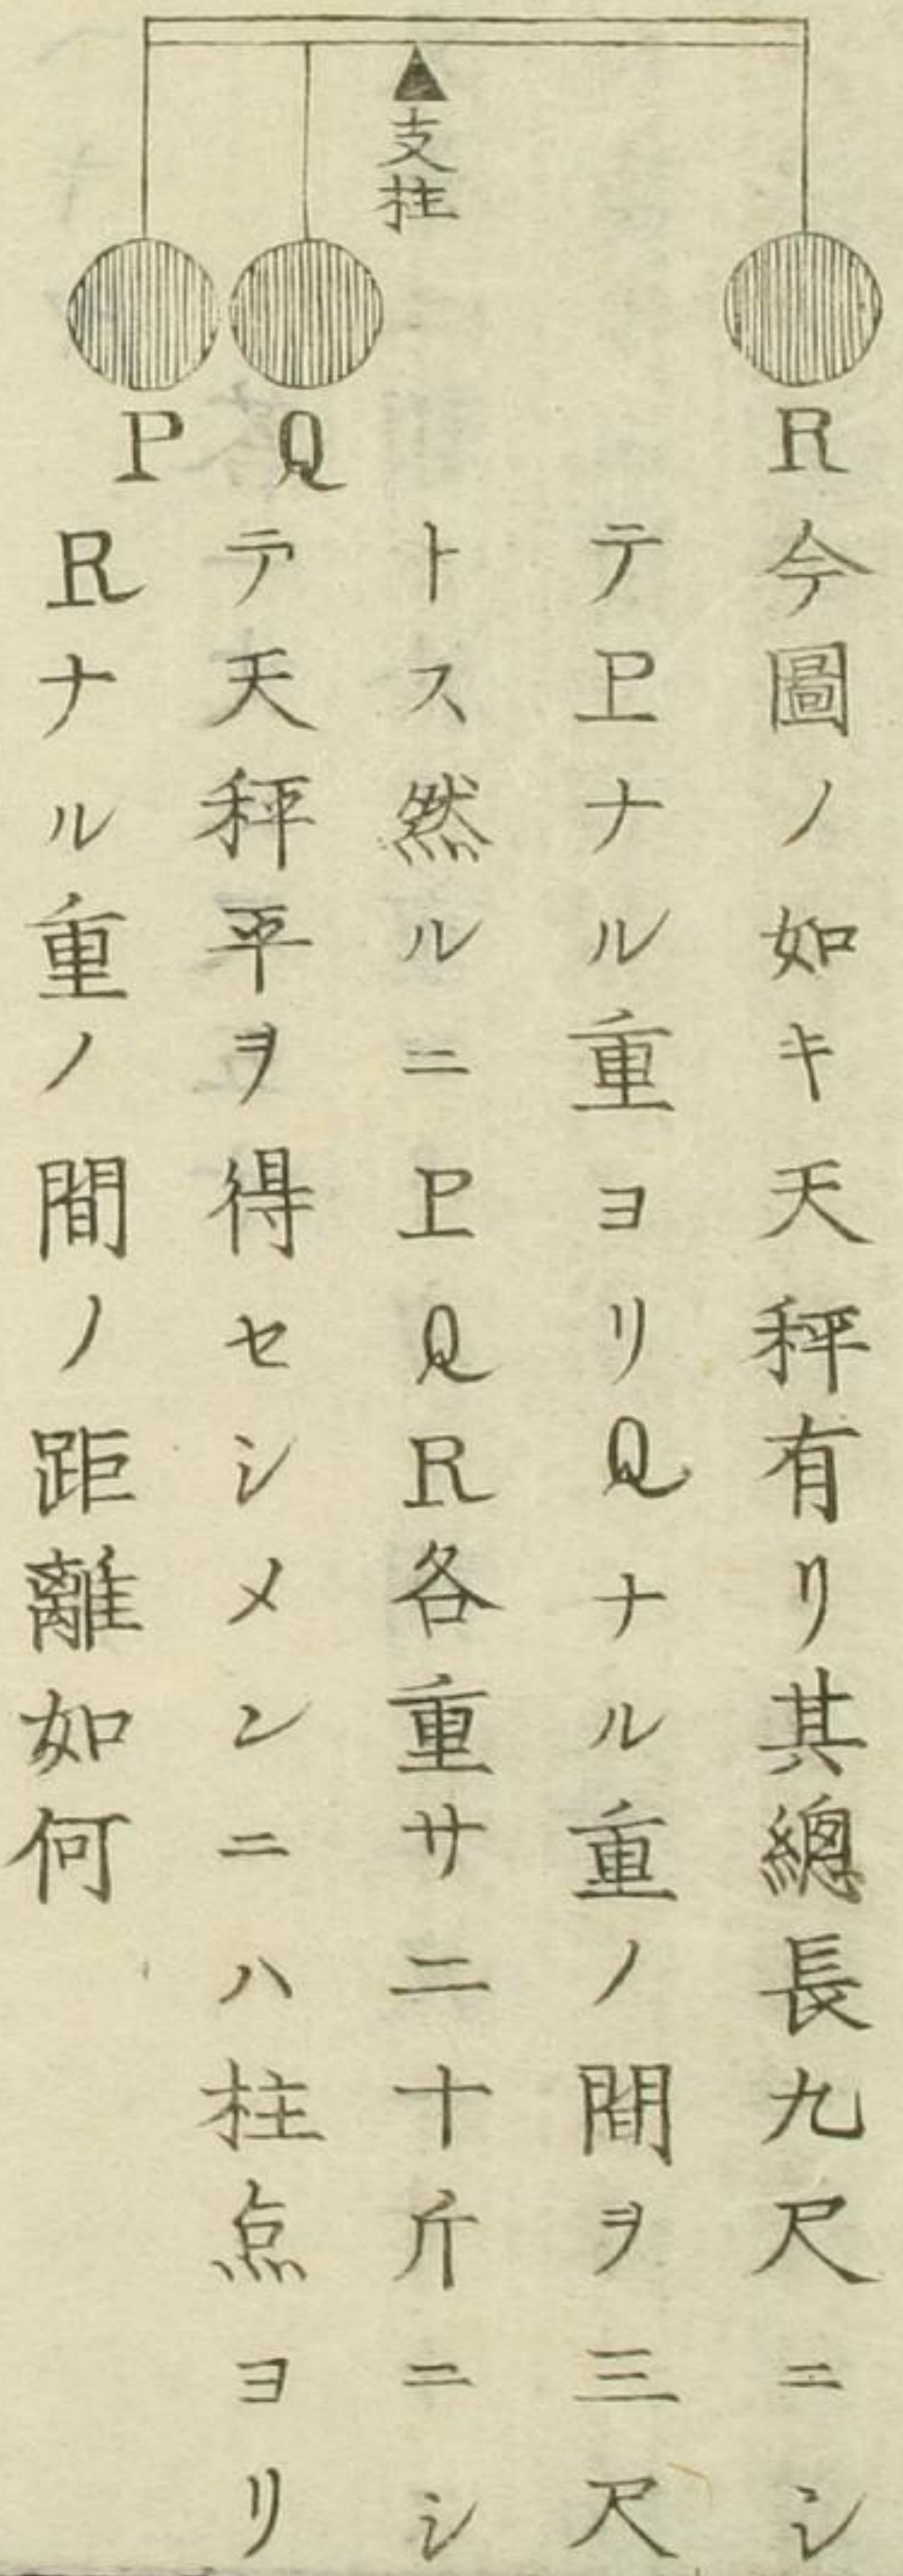 支柱
P
Q
R
今圖ノ如キ天秤有リ其總長九尺ニシ
テPナル重ヨリQナル重ノ間ヲ三尺
トス然ルニPQR各重サ二十斤ニシ
テ天秤平ヲ得セシメンニハ柱点ヨリ
Rナル重ノ間ノ距離如何